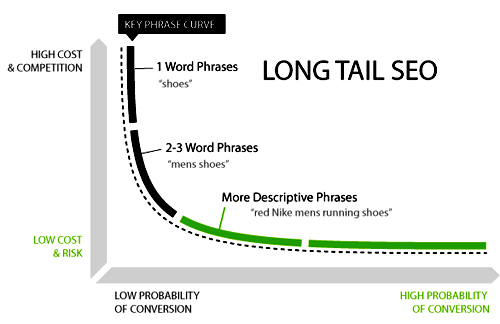 KEY PHRASE CURVE
HIGH COST
& COMPETITION
1 Word Phrases
"shoes"
LONG TAIL SEO
2-3 Word Phrases
"mens shoes"
More Descriptive Phrases
"red Nike mens running shoes"
LOW COST
& RISK
LOW PROBABILITY
OF CONVERSION
HIGH PROBABILITY
OF CONVERSION